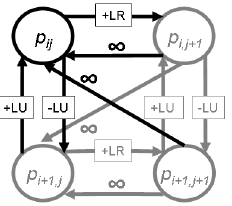 +LR
p_ij
p_i,j+1
∞
∞
+LU
-LU
+LU
-LU
∞
+LR
p_i+1,j
p_i+1,j+1
∞